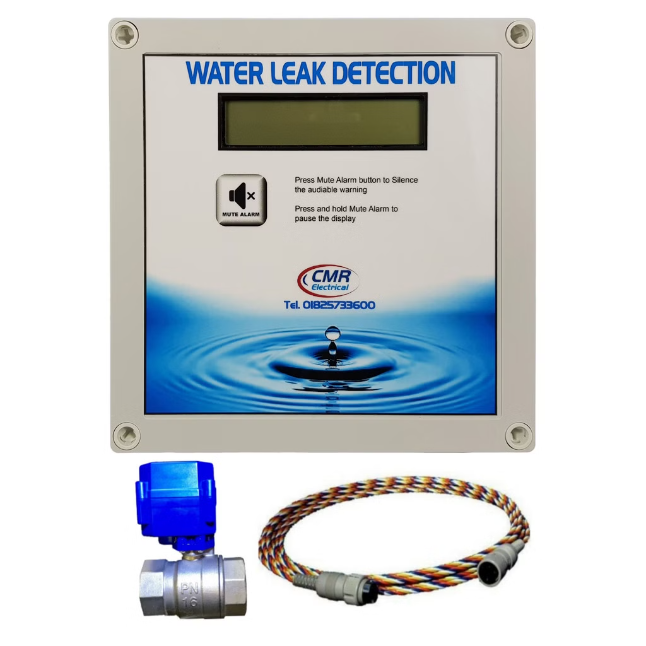 WATER LEAK DETECTION
Press Mute Alarm button to Silence
the audiable warning
MUTE ALARM
Press and hold Mute Alarm to
pause the display
CMR
Electrical
Tel. 01825733600